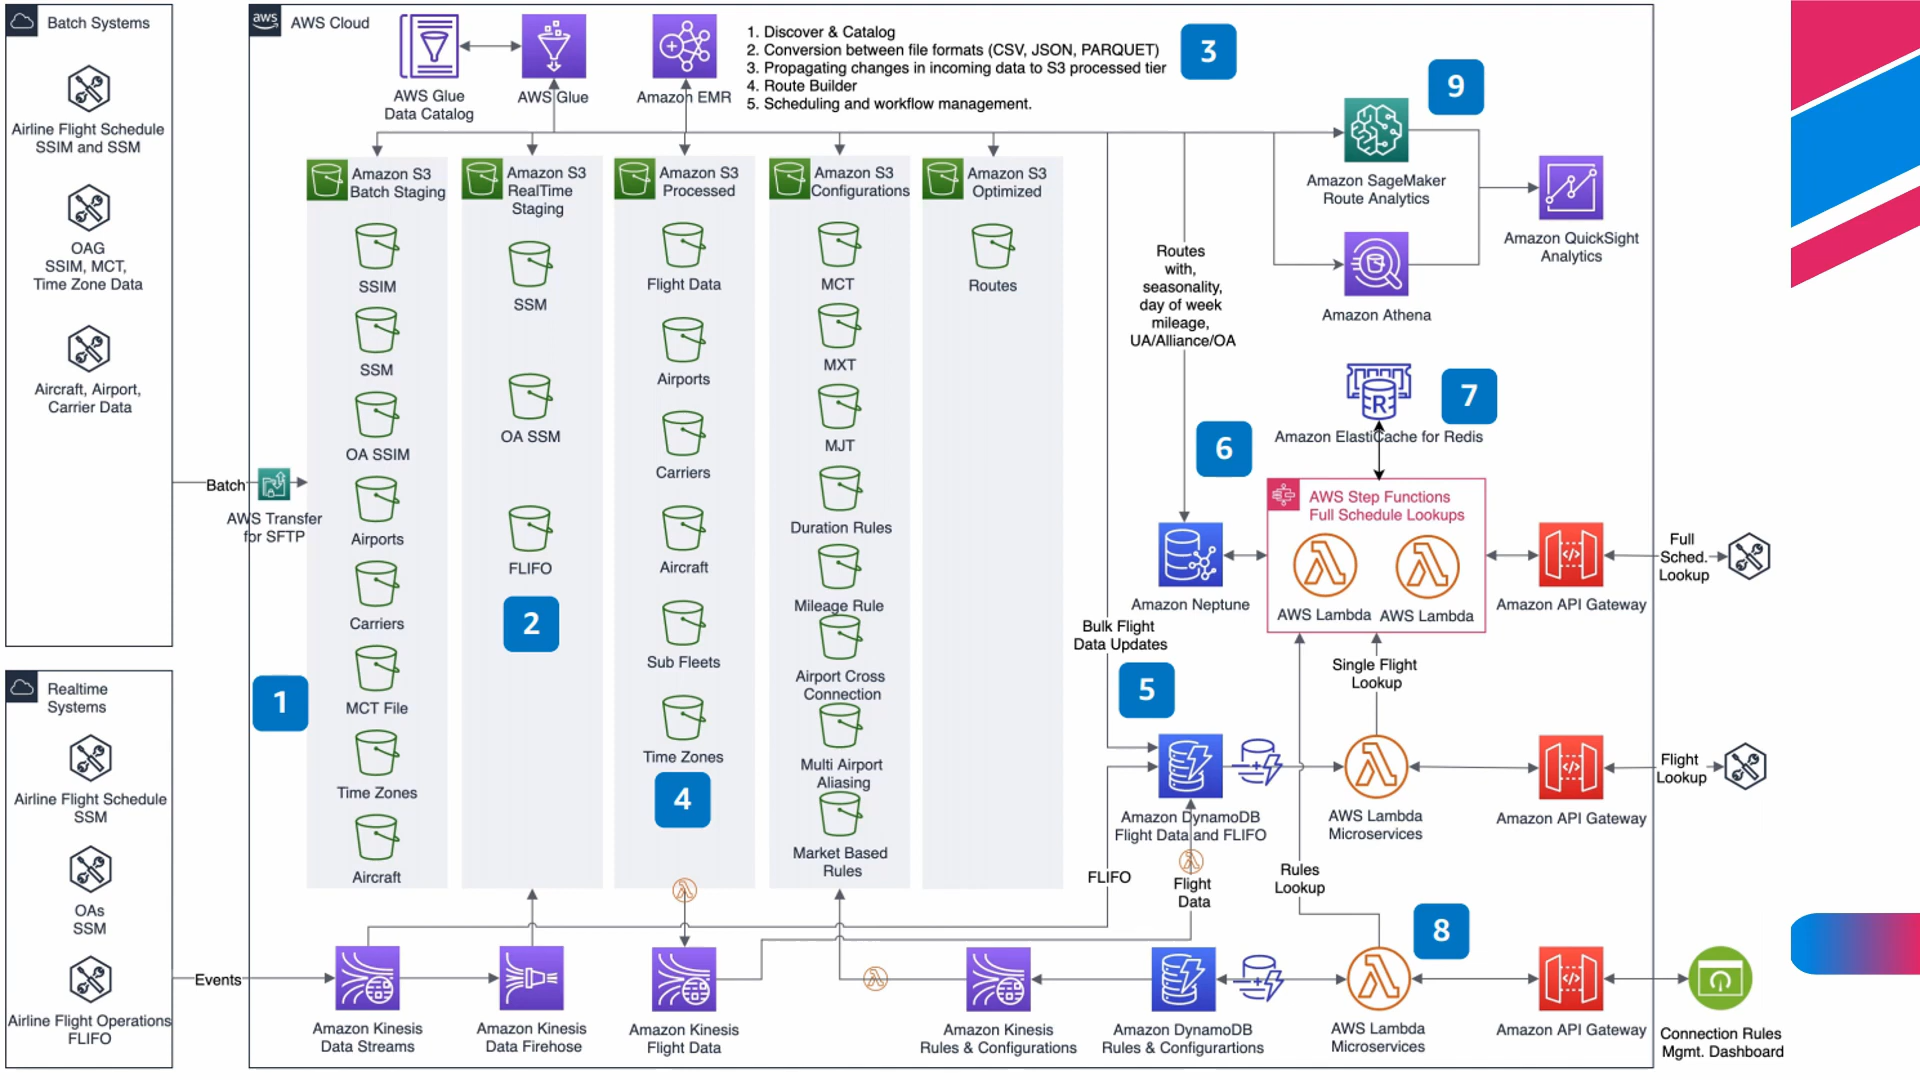 Batch Systems
Airline Flight Schedule
SSIM and SSM
OAG
SSIM, MCT,
Time Zone Data
Aircraft, Airport,
Carrier Data
Realtime
Systems
Airline Flight Schedule
SSM
OAs
SSM
Airline Flight Operations
FLIFO
Batch
AWS Transfer
for SFTP
Events
aws
AWS Cloud
AWS Glue
Data Catalog
AWS Glue
Amazon EMR
1. Discover & Catalog
2. Conversion between file formats (CSV, JSON, PARQUET)
3. Propagating changes in incoming data to S3 processed tier
4. Route Builder
5. Scheduling and workflow management.
3
Amazon S3
Batch Staging
SSIM
SSM
OA SSIM
Airports
Carriers
MCT File
Time Zones
Aircraft
1
Amazon S3
RealTime
Staging
SSM
OA SSM
FLIFO
2
Amazon S3
Processed
Flight Data
Airports
Carriers
Aircraft
Sub Fleets
Time Zones
4
Amazon S3
Configurations
MCT
MXT
MJT
Duration Rules
Mileage Rule
Airport Cross
Connection
Multi Airport
Aliasing
Market Based
Rules
Amazon S3
Optimized
Routes
9
Amazon SageMaker
Route Analytics
Amazon QuickSight
Analytics
Amazon Athena
Routes
with,
seasonality,
day of week
mileage,
UA/Alliance/OA
R
7
Amazon ElastiCache for Redis
6
AWS Step Functions
Full Schedule Lookups
AWS Lambda
AWS Lambda
Amazon Neptune
Amazon API Gateway
Full
Sched.
Lookup
Bulk Flight
Data Updates
5
Single Flight
Lookup
Amazon DynamoDB
Flight Data and FLIFO
AWS Lambda
Microservices
Amazon API Gateway
Flight
Lookup
FLIFO
Flight
Data
Rules
Lookup
8
Amazon Kinesis
Data Streams
Amazon Kinesis
Data Firehose
Amazon Kinesis
Flight Data
Amazon Kinesis
Rules & Configurations
Amazon DynamoDB
Rules & Configurartions
AWS Lambda
Microservices
Amazon API Gateway
Connection Rules
Mgmt. Dashboard